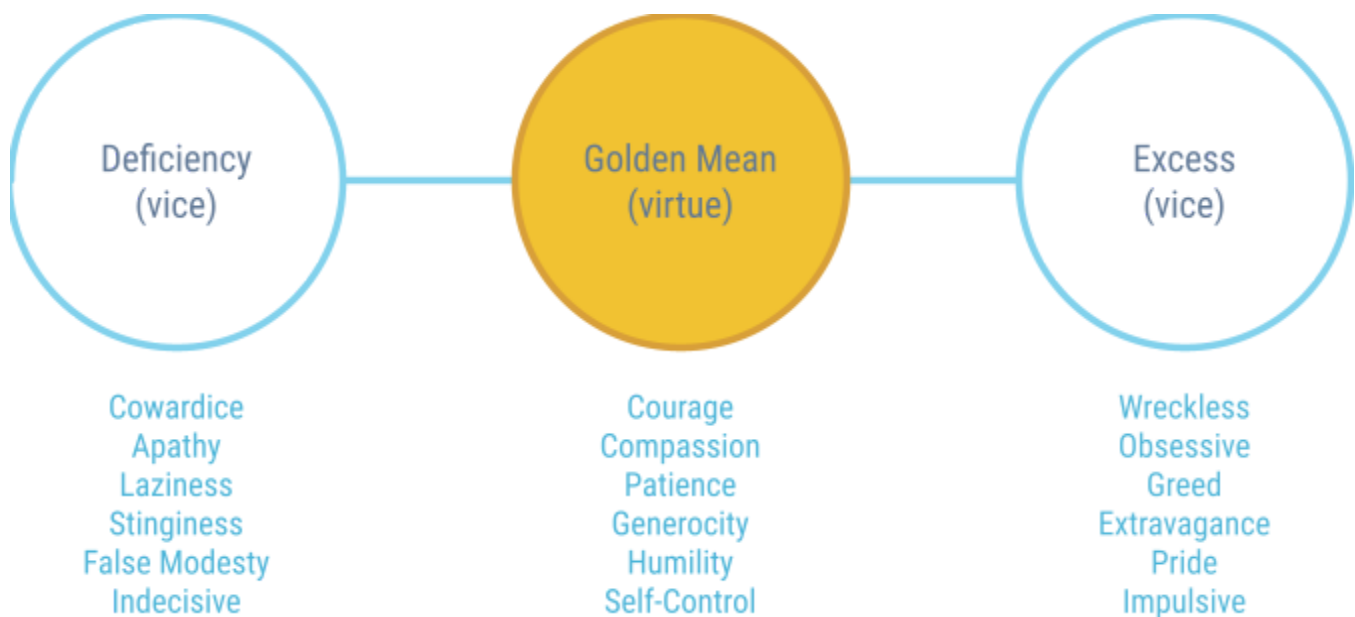 Deficiency
(vice)
Golden Mean
(virtue)
Excess
(vice)
Cowardice
Apathy
Laziness
Stinginess
False Modesty
Indecisive
Courage
Compassion
Patience
Generocity
Humility
Self-Control
Wreckless
Obsessive
Greed
Extravagance
Pride
Impulsive